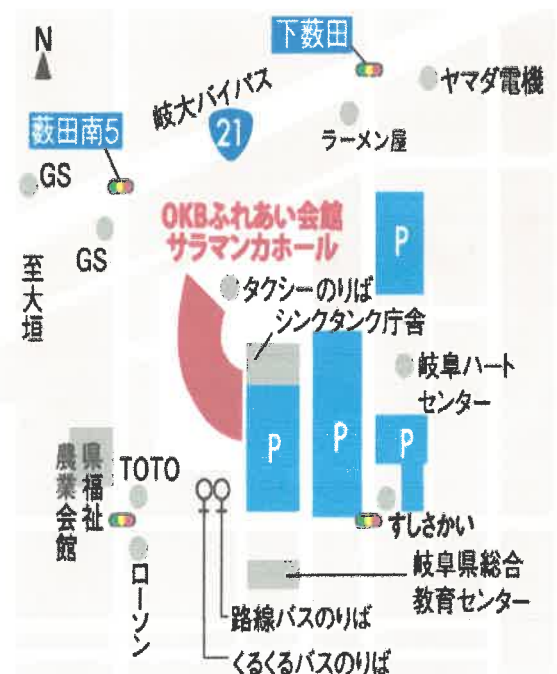 N
下薮田
ヤマダ電機
岐大バイパス
21
ラーメン屋
薮田南5
GS
GS
至大垣
OKBふれあい会館
サラマンカホール
P
タクシーのりば
シンクタンク庁舎
岐阜ハート
センター
P
P
P
県福祉
農業会館
TOTO
すしさかい
ローソン
岐阜県総合
教育センター
路線バスのりば
くるくるバスのりば